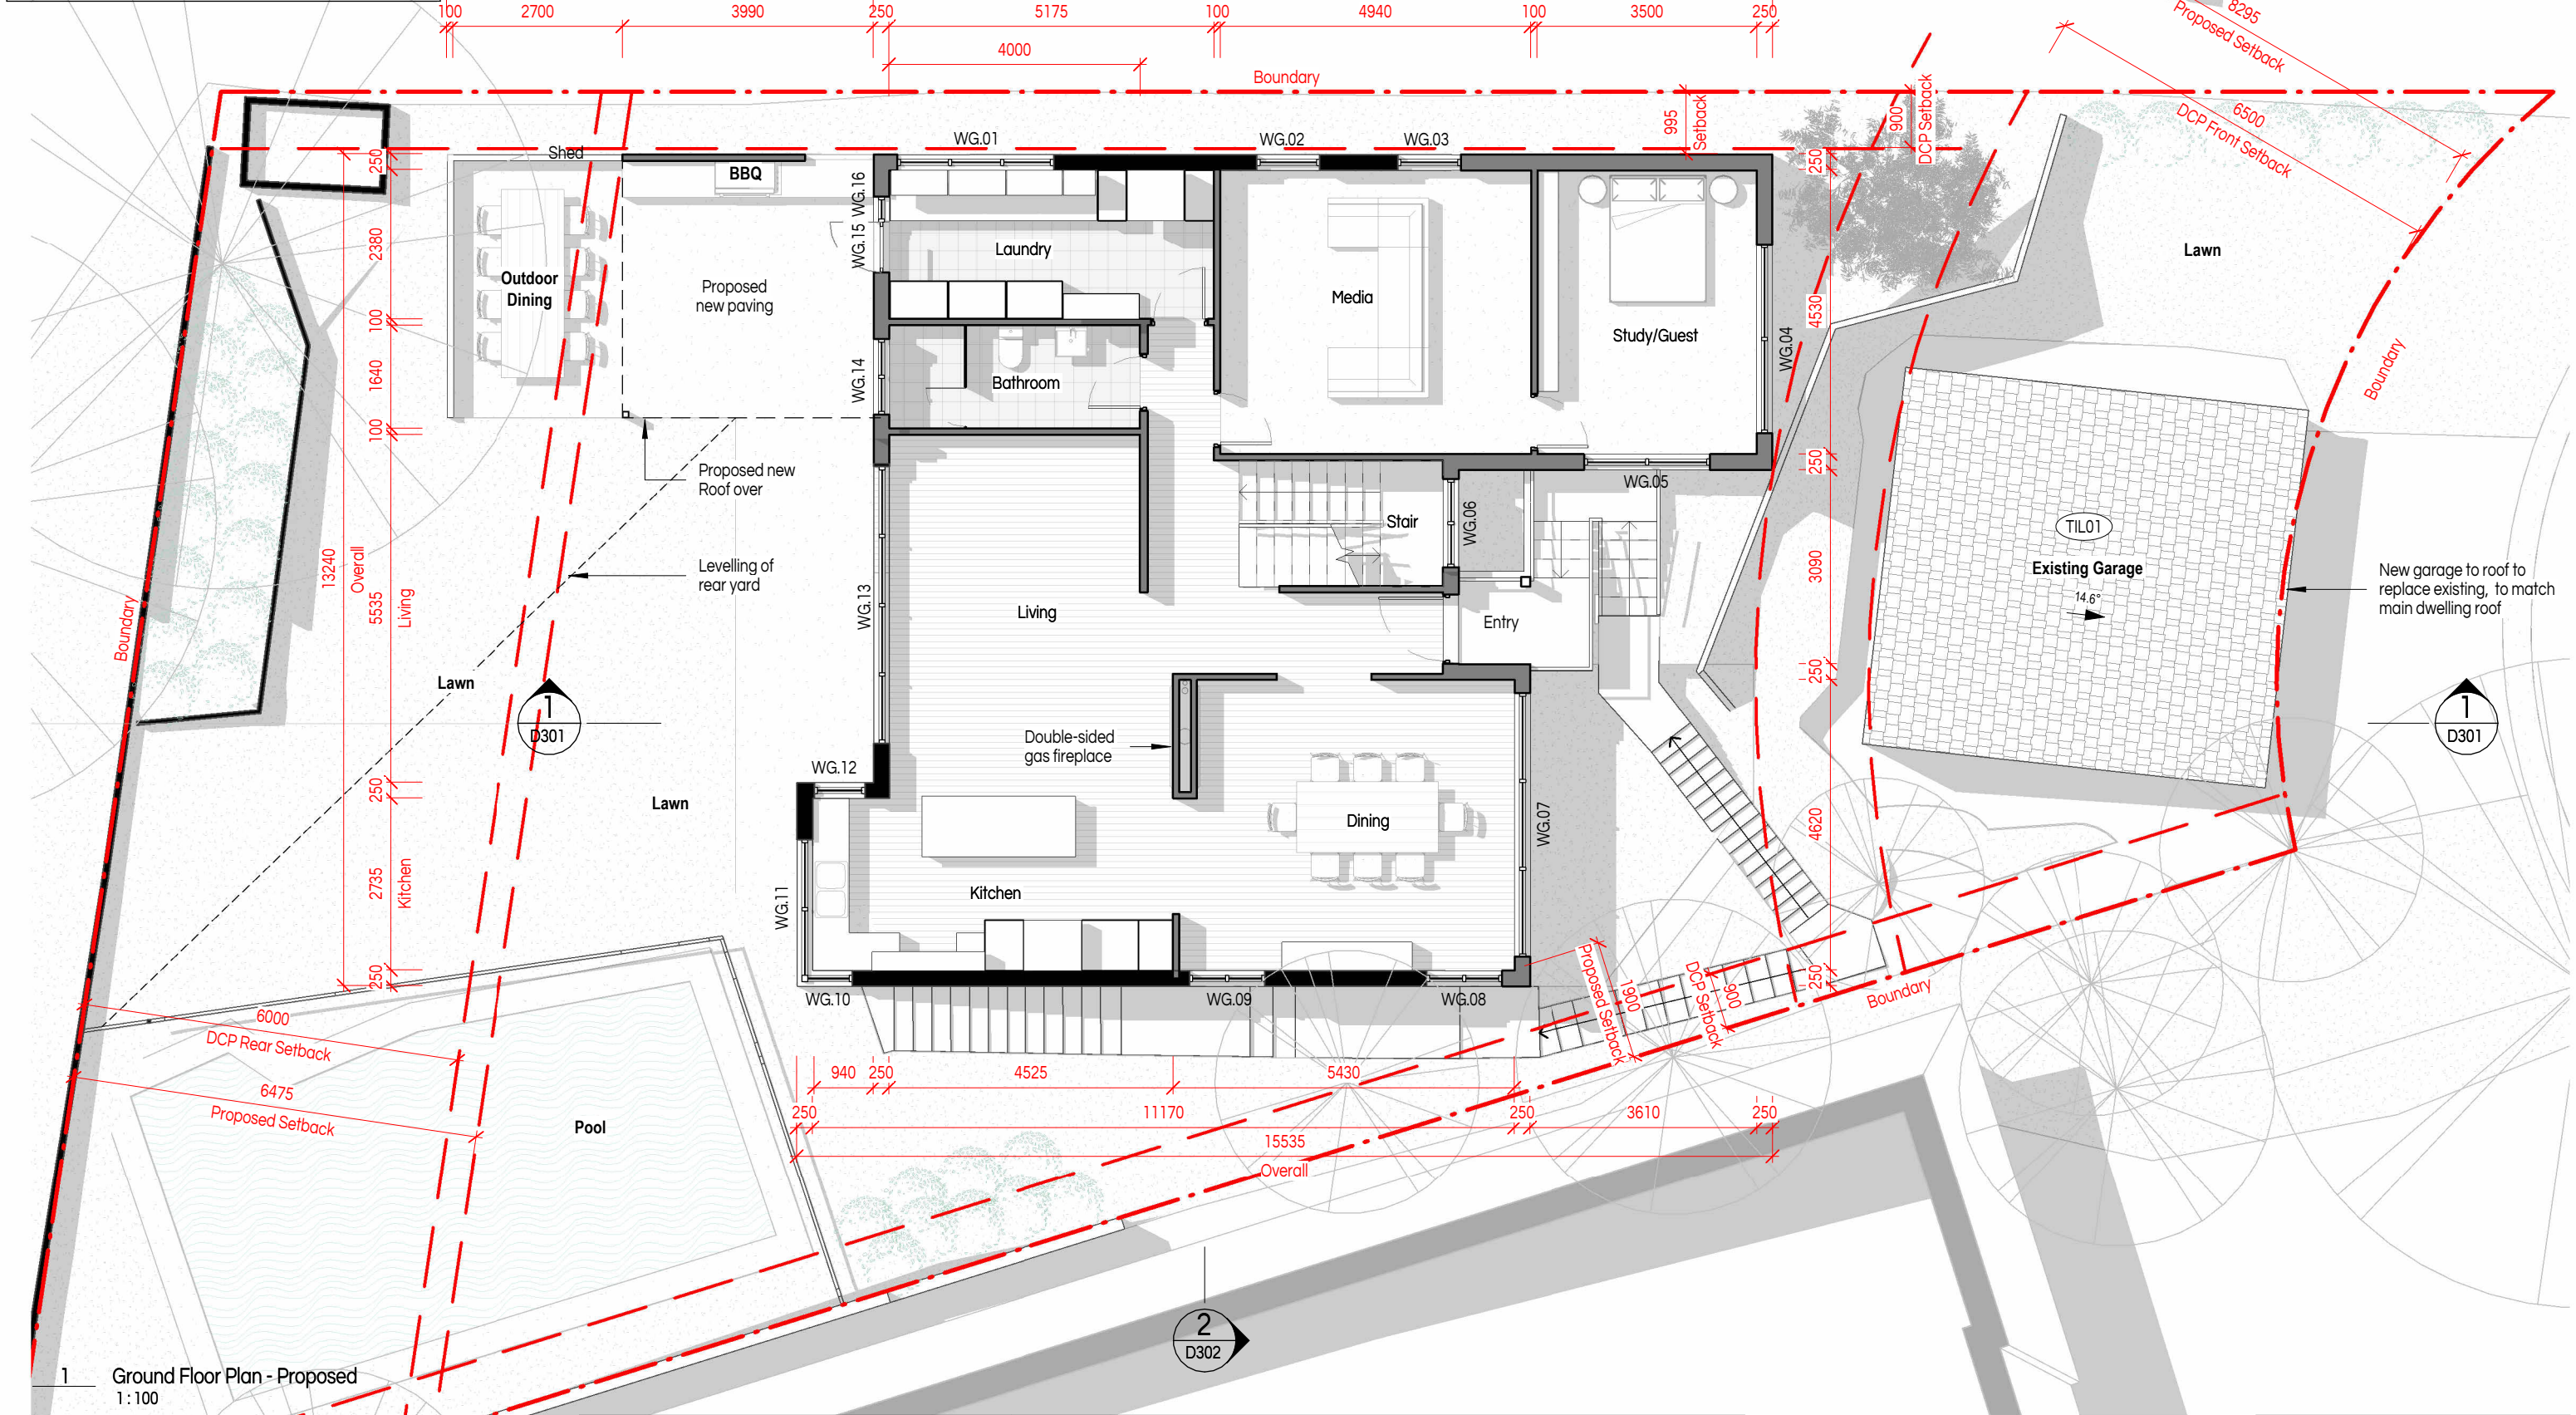 100
2700
3990
250
5175
100
4940
100
3500
250
8295
Proposed Setback
4000
Boundary
995
Setback
900
DCP Setback
6500
DCP Front Setback
WG.01
WG.02
WG.03
Shed
BBQ
250
WG.16
WG.15
2380
Outdoor
Dining
Proposed
new paving
Laundry
Media
Study/Guest
250
4530
WG.04
Lawn
100
1640
100
WG.14
Bathroom
Boundary
Proposed new
Roof over
250
WG.05
Stair
WG.06
TIL01
Existing Garage
14.6°
New garage to roof to
replace existing, to match
main dwelling roof
13240
Overall
5535
Living
Levelling of
rear yard
WG.13
Living
Entry
3090
Boundary
Lawn
250
1
D301
Double-sided
gas fireplace
1
D301
WG.12
250
Lawn
Dining
WG.07
4620
2735
Kitchen
WG.11
Kitchen
250
WG.10
WG.09
WG.08
250
Proposed Setback
1900
DCP Setback
900
Boundary
6000
DCP Rear Setback
6475
Proposed Setback
940
250
4525
5430
250
11170
250
3610
250
15535
Overall
Pool
2
D302
1
Ground Floor Plan - Proposed
1 : 100